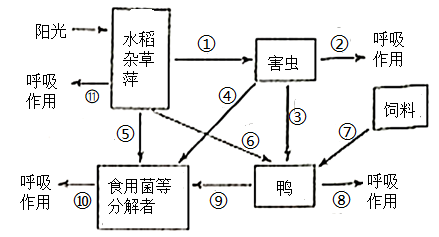 阳光
水稻
杂草
萍
①
害虫
②
呼吸
作用
呼吸
作用
⑪
④
③
饲料
⑤
⑥
⑦
呼吸
作用
⑩
食用菌等
分解者
⑨
鸭
⑧
呼吸
作用